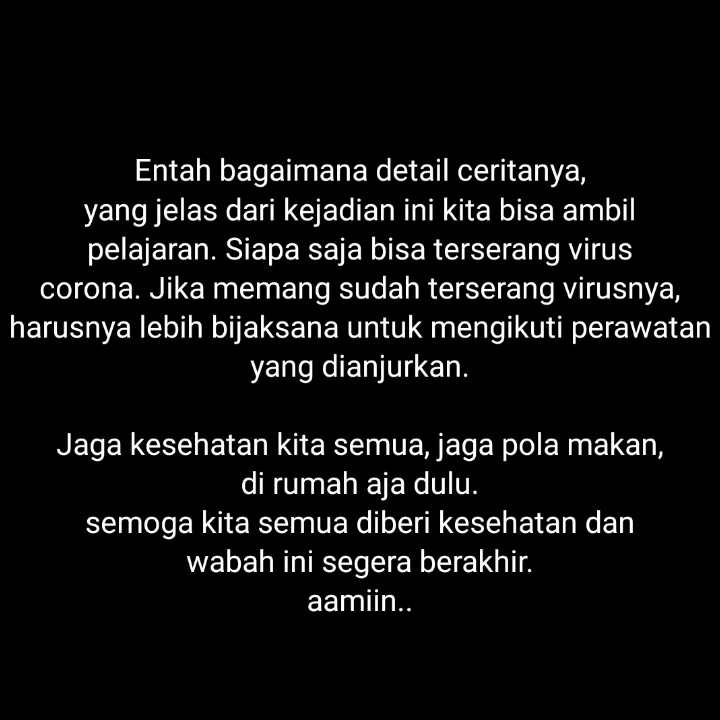 Entah bagaimana detail ceritanya,
yang jelas dari kejadian ini kita bisa ambil
pelajaran. Siapa saja bisa terserang virus
corona. Jika memang sudah terserang virusnya,
harusnya lebih bijaksana untuk mengikuti perawatan
yang dianjurkan.
Jaga kesehatan kita semua, jaga pola makan,
di rumah aja dulu.
semoga kita semua diberi kesehatan dan
wabah ini segera berakhir.
aamiin..